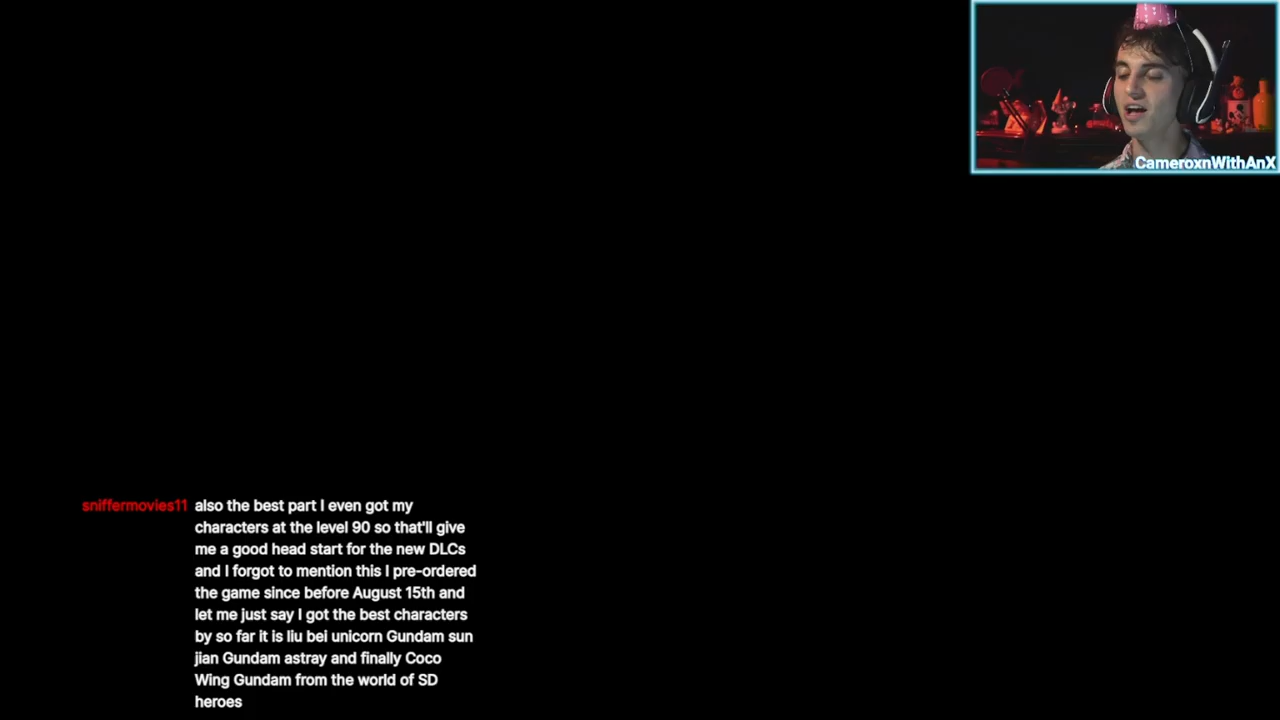 CameroxnWithAnX
sniffermovies11 also the best part I even got my
characters at the level 90 so that'll give
me a good head start for the new DLCs
and I forgot to mention this I pre-ordered
the game since before August 15th and
let me just say I got the best characters
by so far it is liu bei unicorn Gundam sun
jian Gundam astray and finally Coco
Wing Gundam from the world of SD
heroes